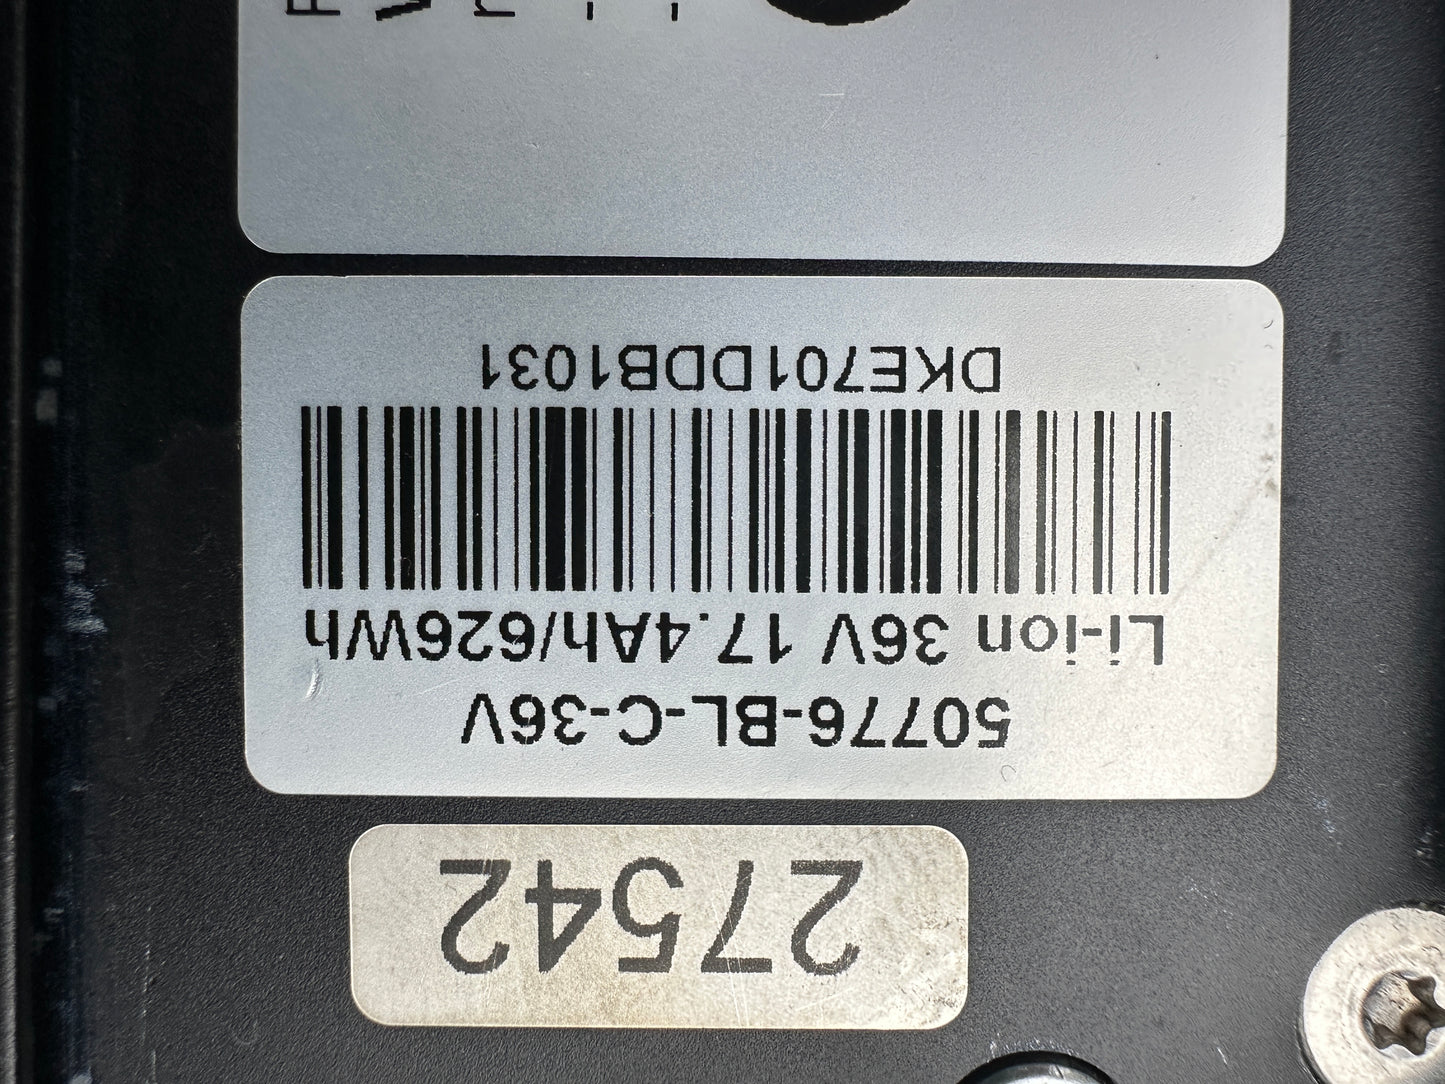 27542
50776-BL-C-36V
Li-ion 36V 17.4Ah/626Wh
DKE701DDB1031